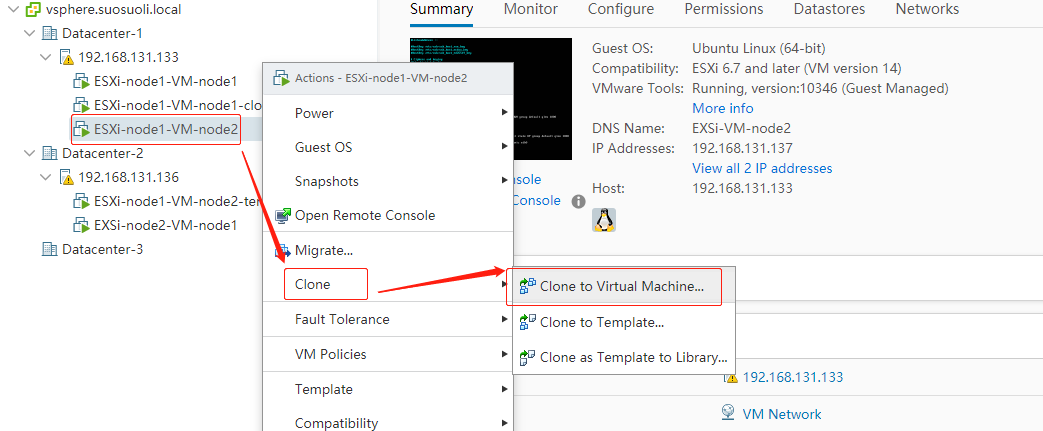 vsphere.suosuoli.local
Datacenter-1
192.168.131.133
ESXi-node1-VM-node1
ESXi-node1-VM-node1-clo
ESXi-node1-VM-node2
Datacenter-2
192.168.131.136
ESXi-node1-VM-node2-ter
EXSi-node2-VM-node1
Datacenter-3
Actions - ESXi-node1-VM-node2
Power
Guest OS
Snapshots
Open Remote Console
Migrate...
Clone
Fault Tolerance
VM Policies
Template
Compatibility
Clone to Virtual Machine...
Clone to Template...
Clone as Template to Library...
Summary Monitor Configure Permissions Datastores Networks
Guest OS: Ubuntu Linux (64-bit)
Compatibility: ESXi 6.7 and later (VM version 14)
VMware Tools: Running, version:10346 (Guest Managed)
More info
DNS Name: EXSi-VM-node2
IP Addresses: 192.168.131.137
View all 2 IP addresses
Host: 192.168.131.133
nsole
Console
192.168.131.133
VM Network